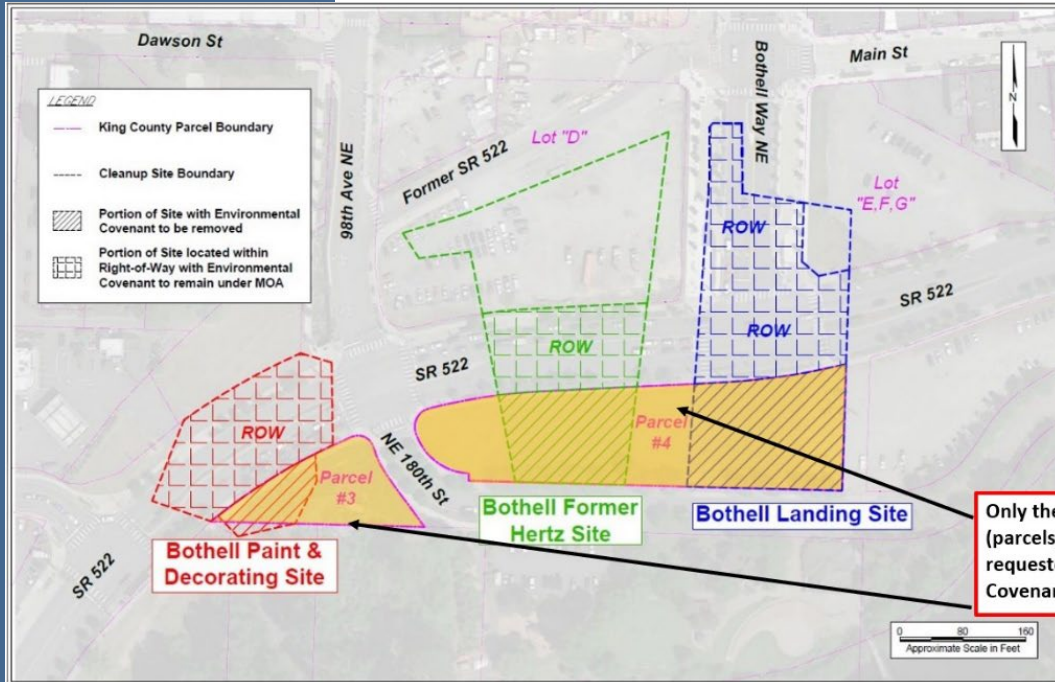 Dawson St
Main St
Bothell Way NE
98th Ave NE
N
LEGEND
King County Parcel Boundary
Cleanup Site Boundary
Portion of Site with Environmental
Covenant to be removed
Portion of Site located within
Right-of-Way with Environmental
Covenant to remain under MOA
Former SR 522
Lot "D"
Lot
"E,F,G"
ROW
SR 522
ROW
ROW
SR 522
ROW
Parcel
#4
Parcel
#3
NE 180th St
SR 522
Bothell Paint &
Decorating Site
Bothell Former
Hertz Site
Bothell Landing Site
Only the
(parcels
Covenan
0 80 160
Approximate Scale in Feet